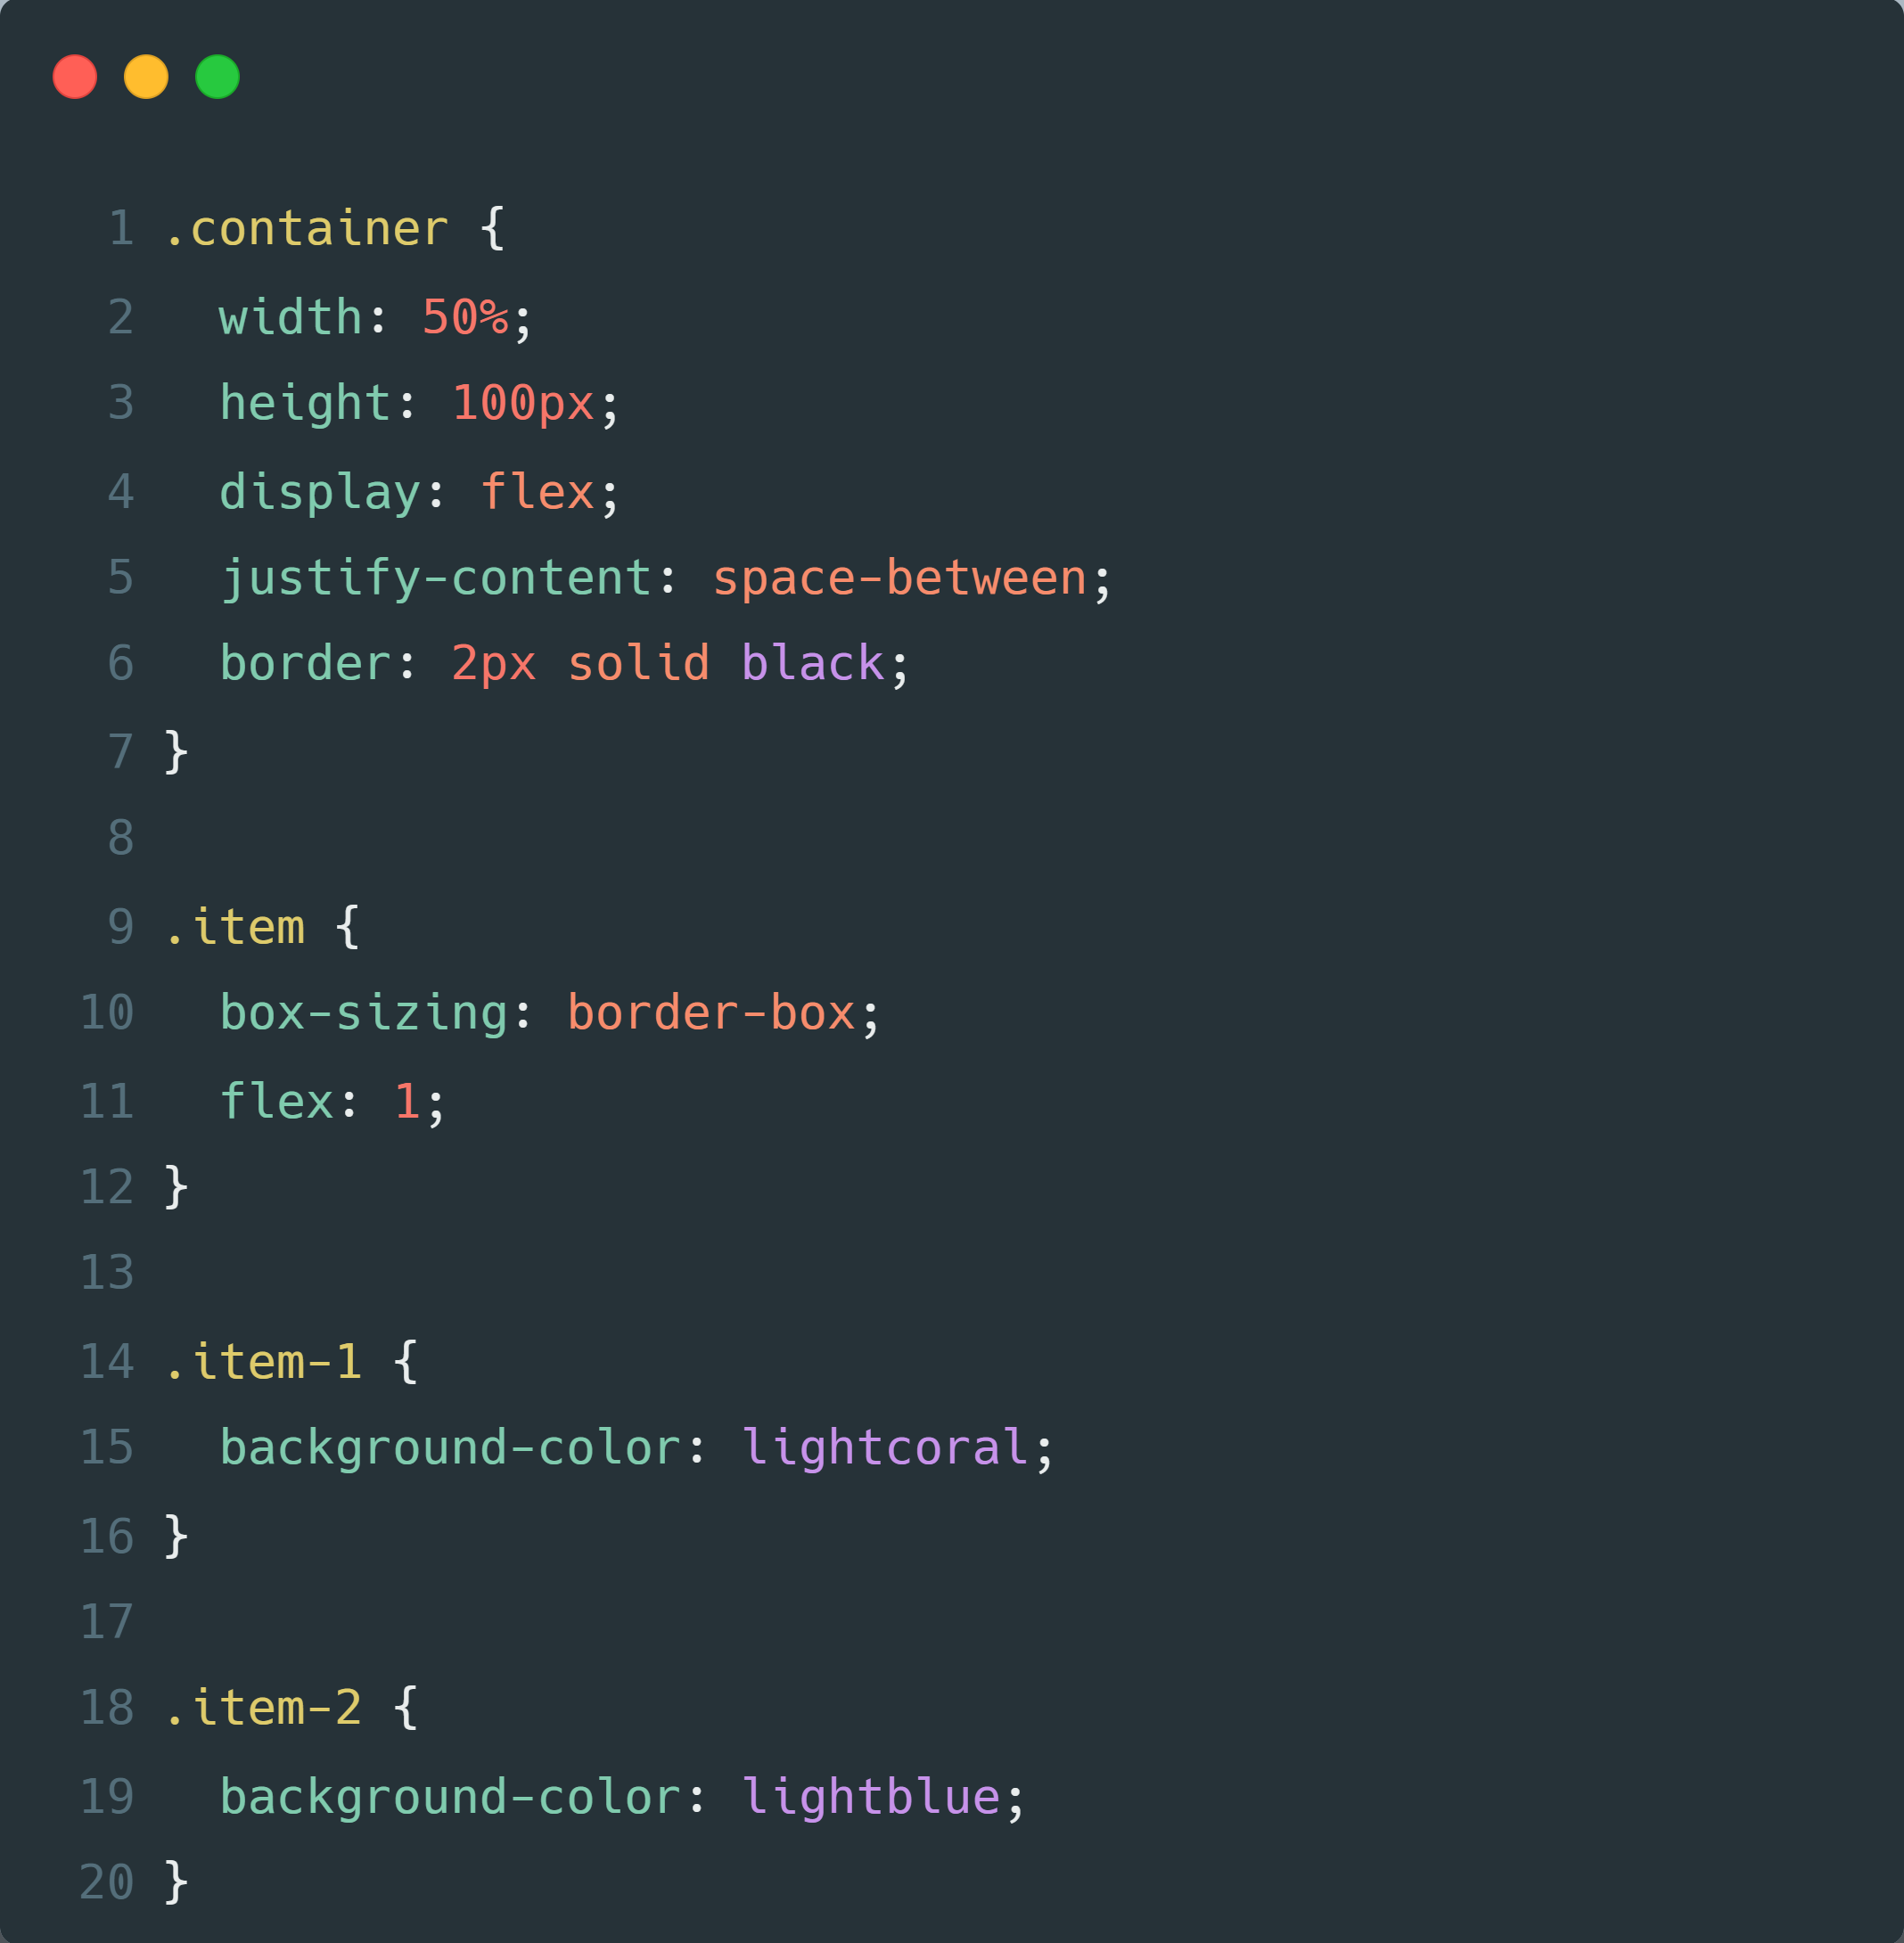 1 .container {
2   width: 50%;
3   height: 100px;
4   display: flex;
5   justify-content: space-between;
6   border: 2px solid black;
7 }
8
9 .item {
10   box-sizing: border-box;
11   flex: 1;
12 }
13
14 .item-1 {
15   background-color: lightcoral;
16 }
17
18 .item-2 {
19   background-color: lightblue;
20 }